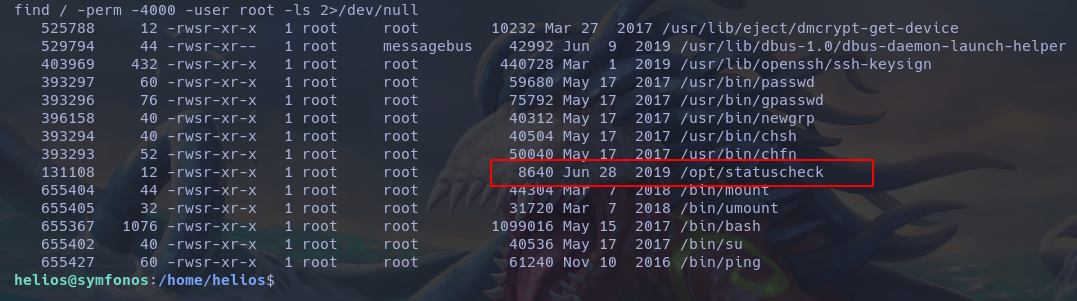 find / -perm -4000 -user root -ls 2>/dev/null
525788 12 -rwsr-xr-x 1 root root 10232 Mar 27 2017 /usr/lib/eject/dmcrypt-get-device
529794 44 -rwsr-xr-- 1 root messagebus 42992 Jun 9 2019 /usr/lib/dbus-1.0/dbus-daemon-launch-helper
403969 432 -rwsr-xr-x 1 root root 440728 Mar 1 2019 /usr/lib/openssh/ssh-keysign
393297 60 -rwsr-xr-x 1 root root 59680 May 17 2017 /usr/bin/passwd
393296 76 -rwsr-xr-x 1 root root 75792 May 17 2017 /usr/bin/gpasswd
396158 40 -rwsr-xr-x 1 root root 40312 May 17 2017 /usr/bin/newgrp
393294 40 -rwsr-xr-x 1 root root 40504 May 17 2017 /usr/bin/chsh
393293 52 -rwsr-xr-x 1 root root 50040 May 17 2017 /usr/bin/chfn
131108 12 -rwsr-xr-x 1 root root 8640 Jun 28 2019 /opt/statuscheck
655404 44 -rwsr-xr-x 1 root root 44304 Mar 7 2018 /bin/mount
655405 32 -rwsr-xr-x 1 root root 31720 Mar 7 2018 /bin/umount
655367 1076 -rwsr-xr-x 1 root root 1099016 May 15 2017 /bin/bash
655402 40 -rwsr-xr-x 1 root root 40536 May 17 2017 /bin/su
655427 60 -rwsr-xr-x 1 root root 61240 Nov 10 2016 /bin/ping
helios@symfonos:/home/helios$